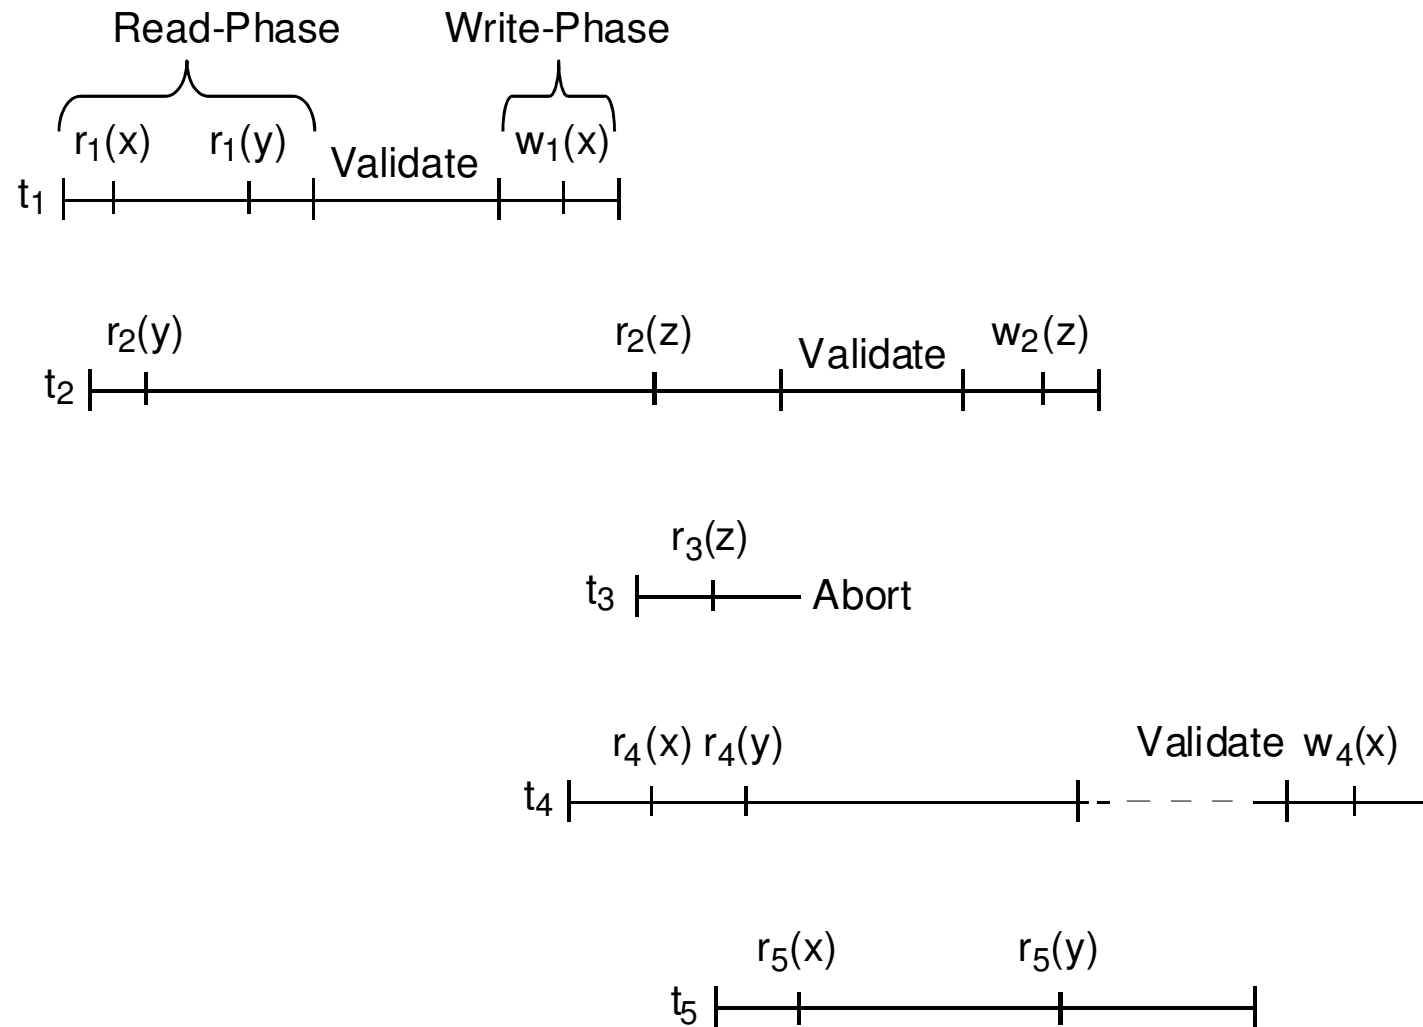 Read-Phase Write-Phase
r₁(x) r₁(y) Validate w₁(x)
t₁
r₂(y) r₂(z) Validate w₂(z)
t₂
r₃(z)
t₃ Abort
r₄(x) r₄(y) Validate w₄(x)
t₄
r₅(x) r₅(y)
t₅